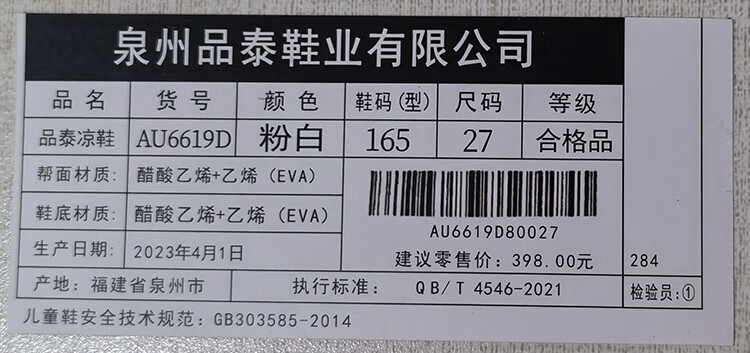 泉州品泰鞋业有限公司
品名 货号 颜色 鞋码(型) 尺码 等级
品泰凉鞋 AU6619D 粉白 165 27 合格品
帮面材质: 醋酸乙烯+乙烯(EVA)
鞋底材质: 醋酸乙烯+乙烯(EVA)
AU6619D80027
生产日期: 2023年4月1日
建议零售价: 398.00元
284
产地: 福建省泉州市 执行标准: QB/T 4546-2021 检验员:①
儿童鞋安全技术规范: GB303585-2014